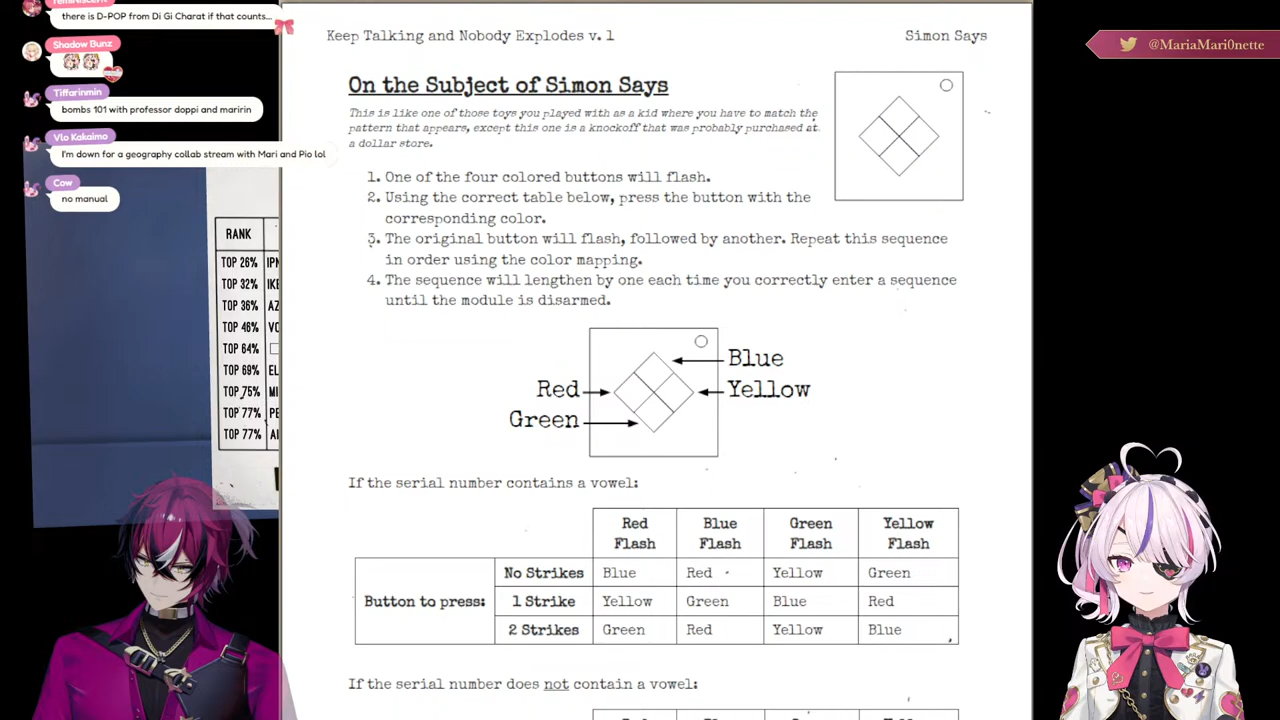 remiNiscenT
there is D-POP from Di Gi Charat if that counts...
Shadow Bunz
Tiffarinmin
bombs 101 with professor doppi and maririn
Vlo Kakaimo
I'm down for a geography collab stream with Mari and Pio lol
Cow
no manual
RANK
TOP 26%
TOP 32%
TOP 36%
TOP 46%
TOP 64%
TOP 69%
TOP 75%
TOP 77%
TOP 77%
Keep Talking and Nobody Explodes v. 1
Simon Says
@MariaMari0nette
On the Subject of Simon Says
This is like one of those toys you played with as a kid where you have to match the
pattern that appears, except this one is a knockoff that was probably purchased at
a dollar store.
1. One of the four colored buttons will flash.
2. Using the correct table below, press the button with the
corresponding color.
3. The original button will flash, followed by another. Repeat this sequence
in order using the color mapping.
4. The sequence will lengthen by one each time you correctly enter a sequence
until the module is disarmed.
Blue
Red
Yellow
Green
If the serial number contains a vowel:
Red Flash
Blue Flash
Green Flash
Yellow Flash
Button to press:
No Strikes Blue Red Yellow Green
1 Strike Yellow Green Blue Red
2 Strikes Green Red Yellow Blue
If the serial number does not contain a vowel: